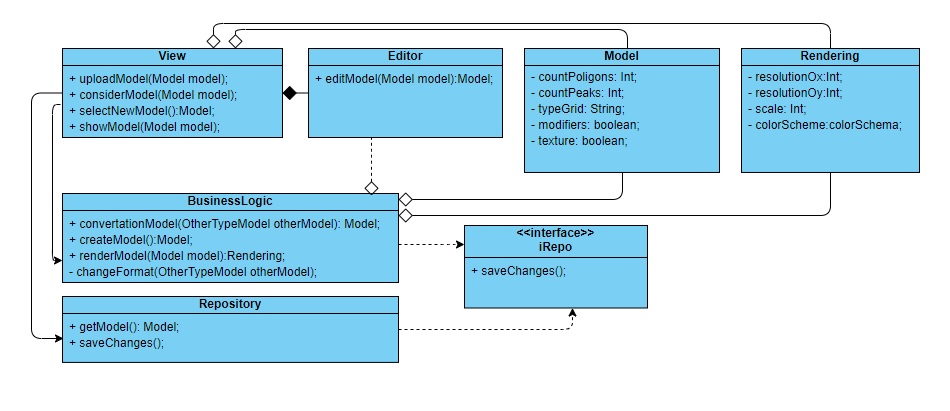 View
+ uploadModel(Model model);
+ considerModel(Model model);
+ selectNewModel():Model;
+ showModel(Model model);
Editor
+ editModel(Model model):Model;
Model
- countPoligons: Int;
- countPeaks: Int;
- typeGrid: String;
- modifiers: boolean;
- texture: boolean;
Rendering
- resolutionOx:Int;
- resolutionOy:Int;
- scale: Int;
- colorScheme:colorSchema;
BusinessLogic
+ convertationModel(OtherTypeModel otherModel): Model;
+ createModel():Model;
+ renderModel(Model model):Rendering;
- changeFormat(OtherTypeModel otherModel);
<<interface>>
iRepo
+ saveChanges();
Repository
+ getModel(): Model;
+ saveChanges();